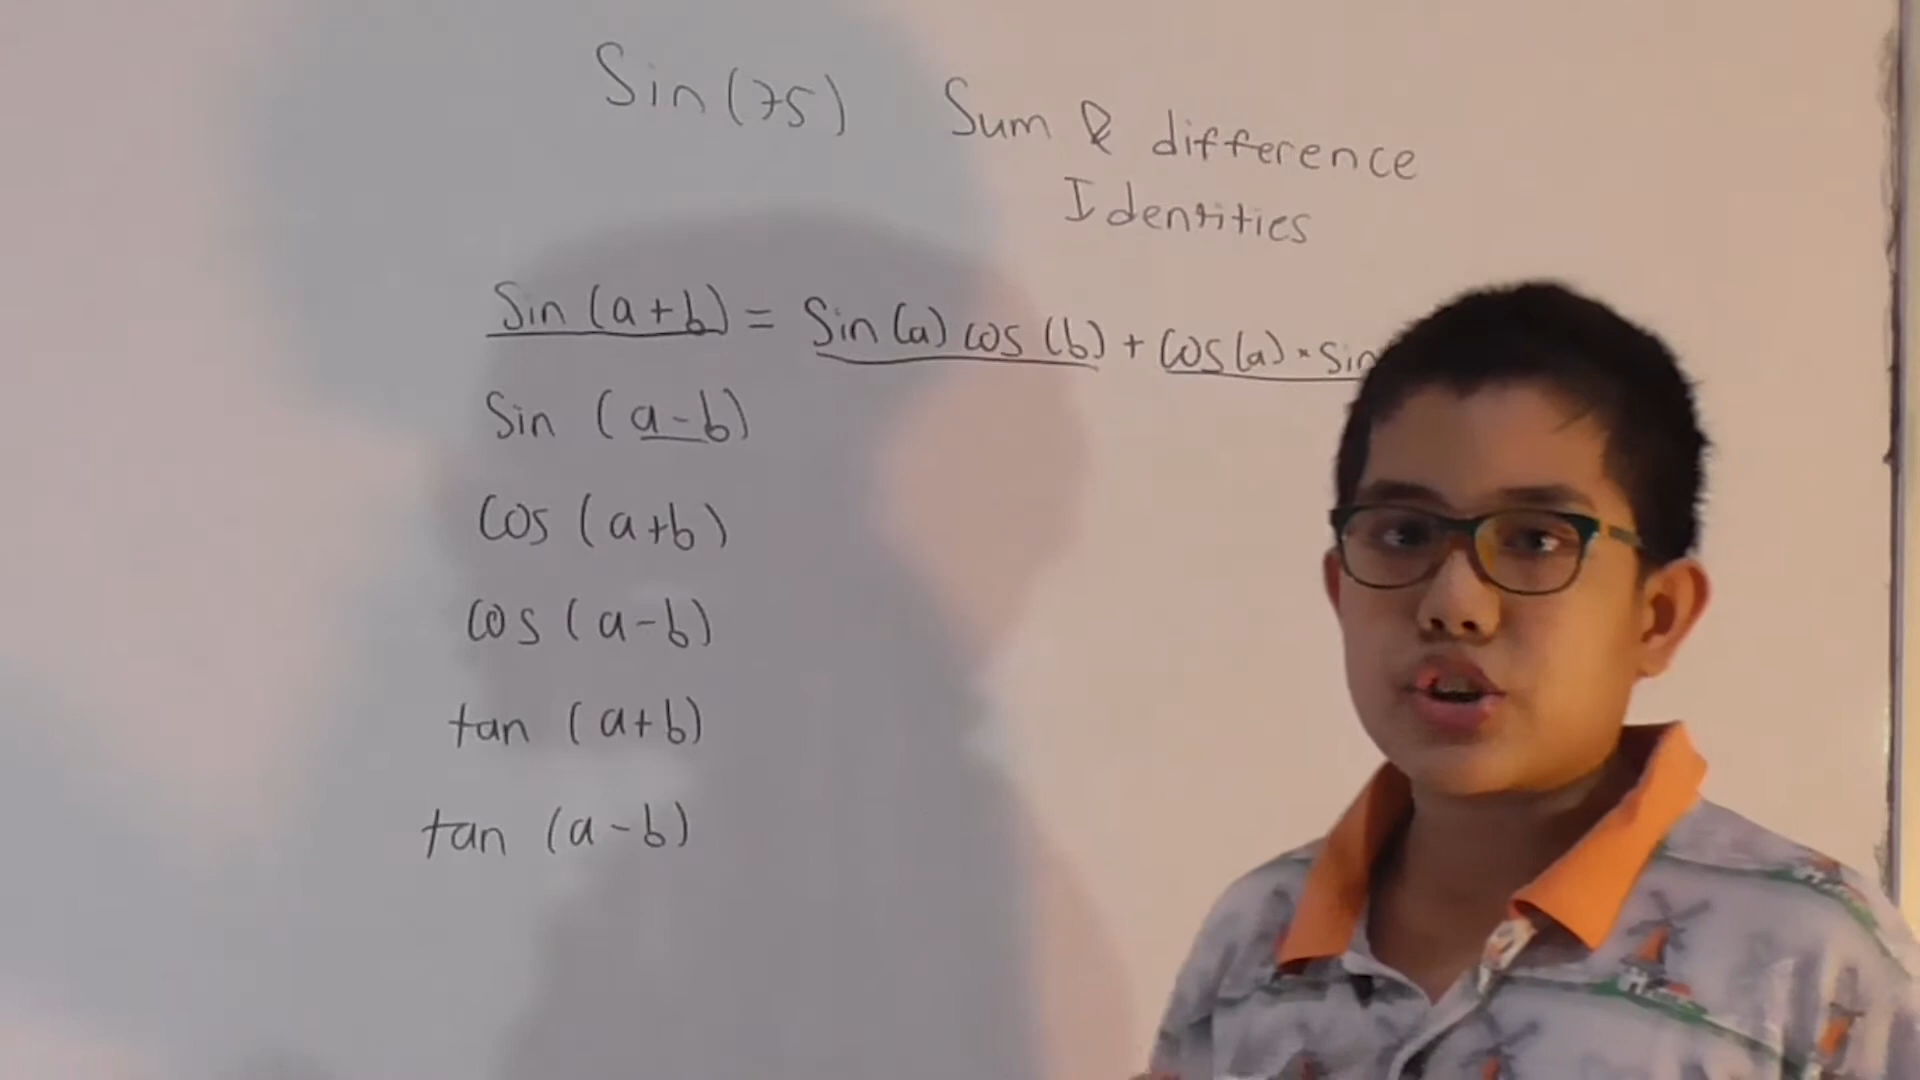 Sin (75) Sum & difference
Identities
Sin (a+b) = Sin(a) cos (b) + cos(a) • sin
Sin (a-b)
cos (a+b)
cos (a-b)
tan (a+b)
tan (a-b)